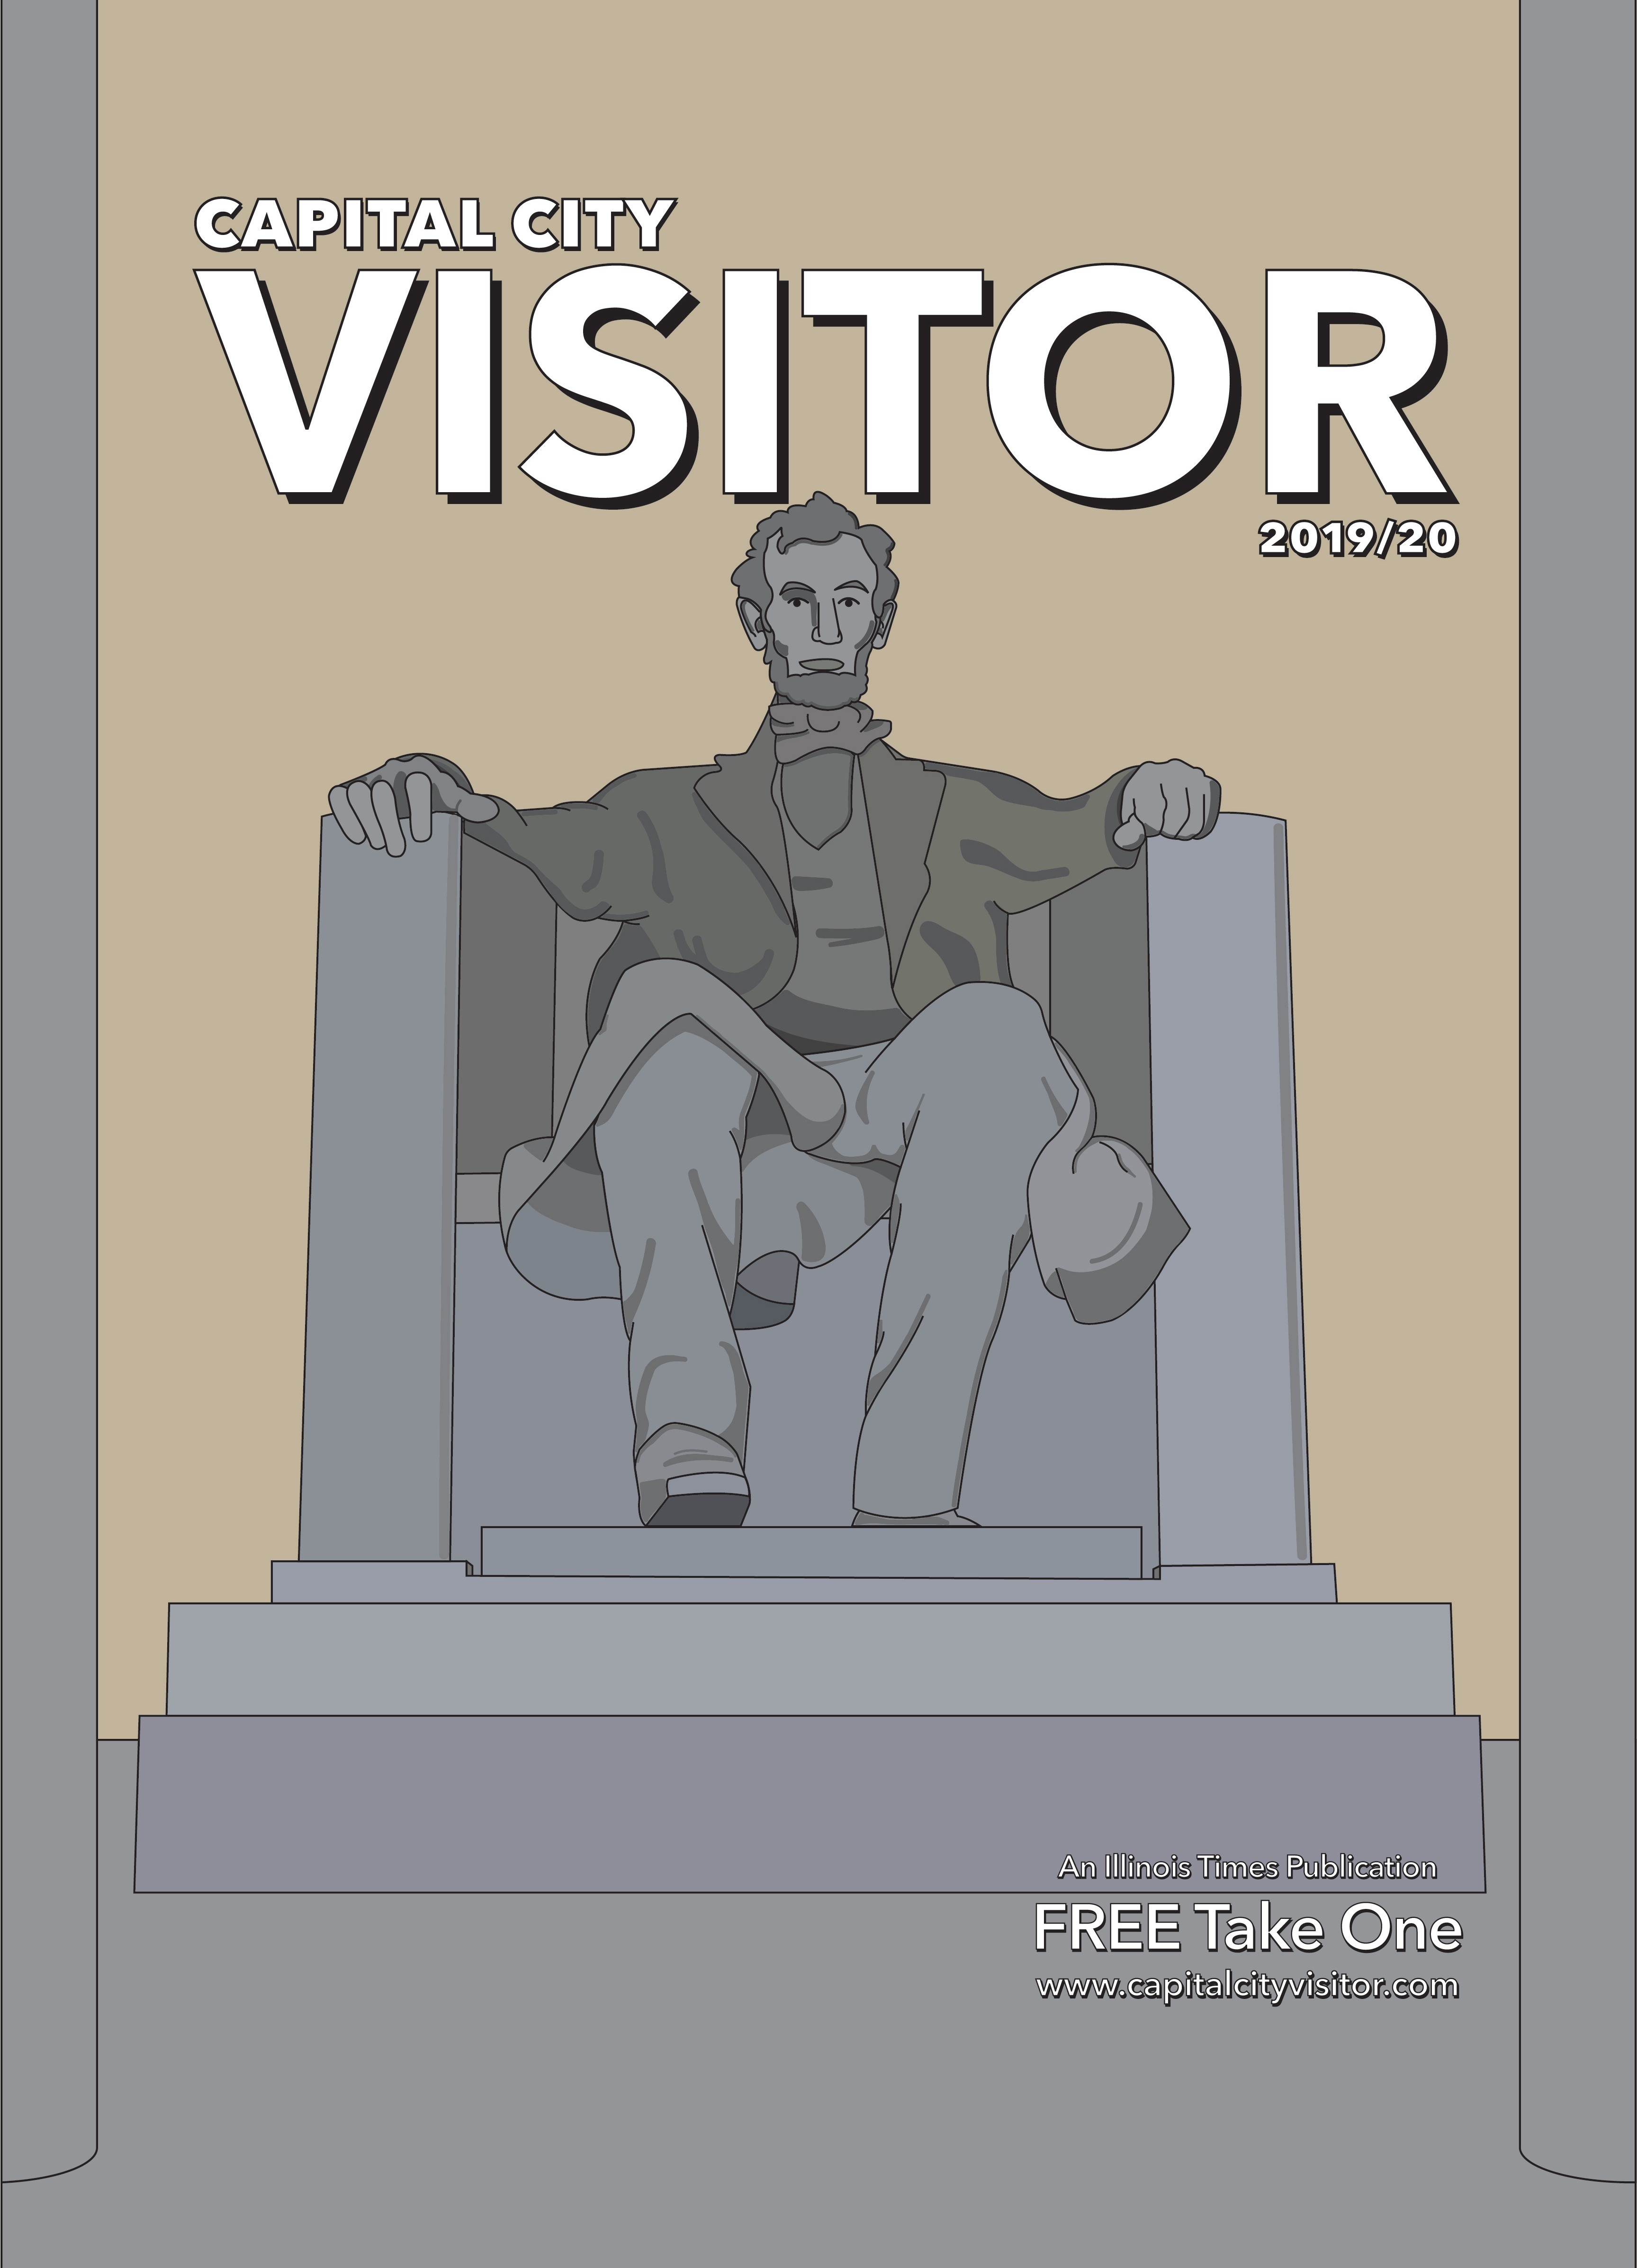 CAPITAL CITY
VISITOR
2019/20
An Illinois Times Publication
FREE Take One
www.capitalcityvisitor.com